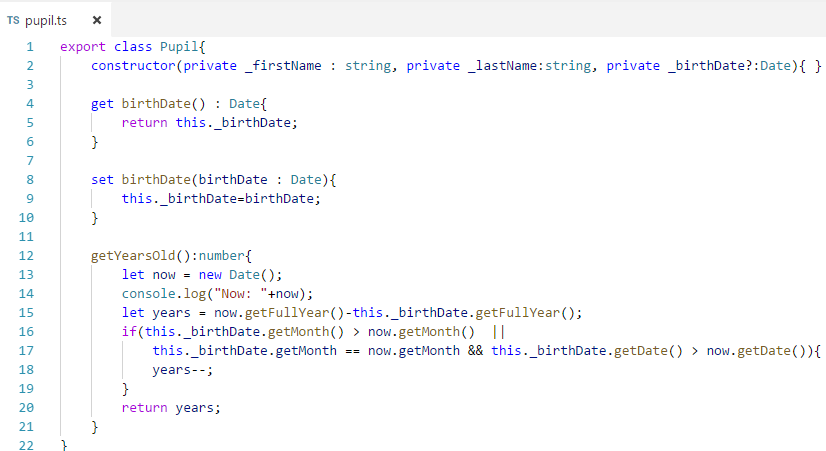 TS pupil.ts ×
1 export class Pupil{
2 constructor(private _firstName : string, private _lastName:string, private _birthDate?:Date){ }
3
4 get birthDate() : Date{
5 return this._birthDate;
6 }
7
8 set birthDate(birthDate : Date){
9 this._birthDate=birthDate;
10 }
11
12 getYearsOld():number{
13 let now = new Date();
14 console.log("Now: "+now);
15 let years = now.getFullYear()-this._birthDate.getFullYear();
16 if(this._birthDate.getMonth() > now.getMonth()  ||
17 this._birthDate.getMonth == now.getMonth && this._birthDate.getDate() > now.getDate()){
18 years--;
19 }
20 return years;
21 }
22 }